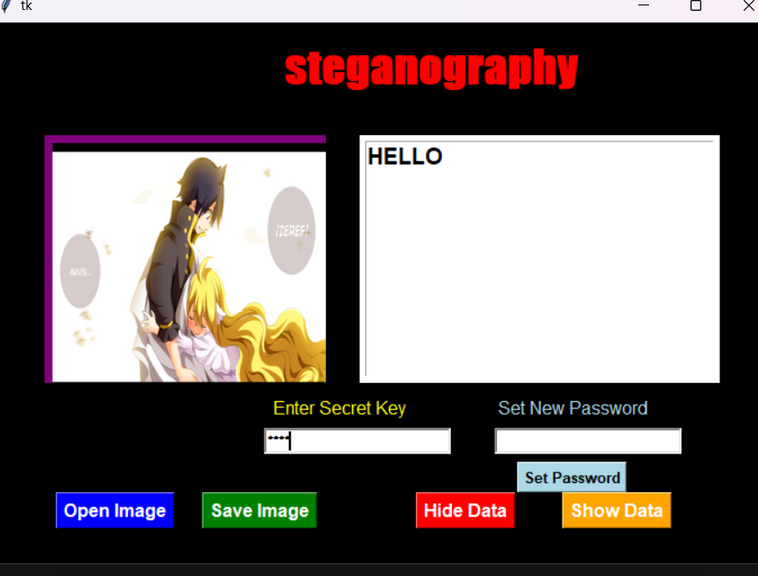 tk
steganography
¡ZEREF!
MAVIS...
HELLO
Enter Secret Key
Set New Password
****
Set Password
Open Image
Save Image
Hide Data
Show Data